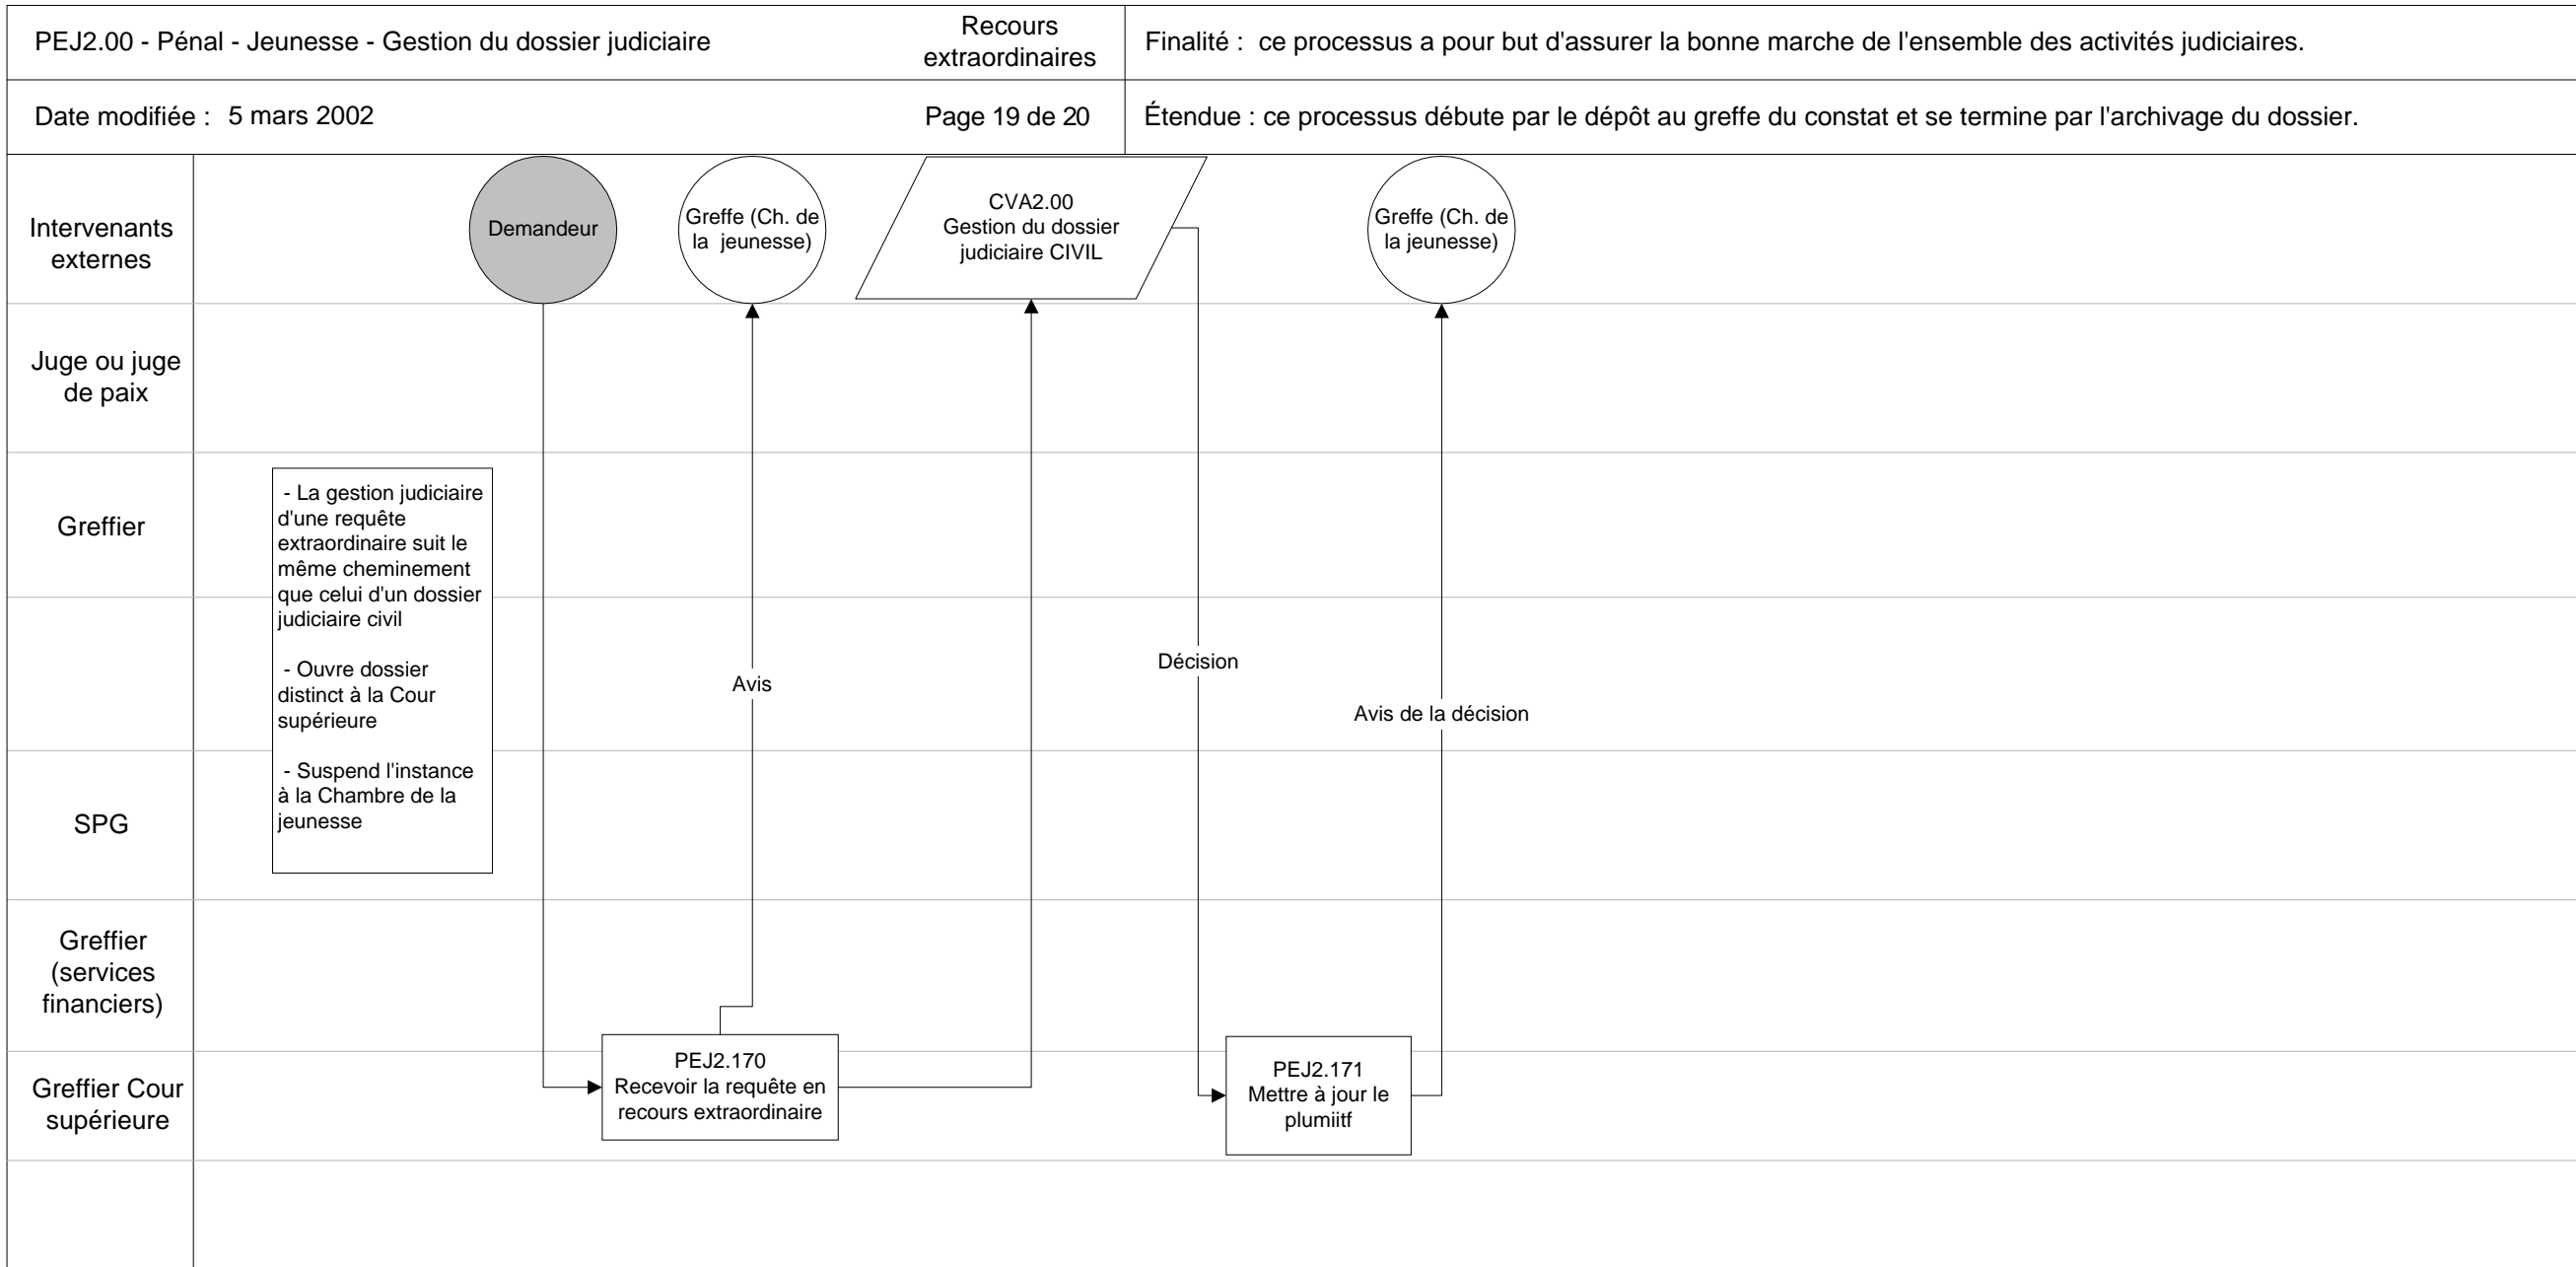 PEJ2.00 - Pénal - Jeunesse - Gestion du dossier judiciaire
Recours
extraordinaires
Finalité : ce processus a pour but d'assurer la bonne marche de l'ensemble des activités judiciaires.
Date modifiée : 5 mars 2002
Page 19 de 20
Étendue : ce processus débute par le dépôt au greffe du constat et se termine par l'archivage du dossier.
Intervenants
externes
Demandeur
Greffe (Ch. de
la jeunesse)
CVA2.00
Gestion du dossier
judiciaire CIVIL
Greffe (Ch. de
la jeunesse)
Juge ou juge
de paix
Greffier
- La gestion judiciaire
d'une requête
extraordinaire suit le
même cheminement
que celui d'un dossier
judiciaire civil
- Ouvre dossier
distinct à la Cour
supérieure
- Suspend l'instance
à la Chambre de la
jeunesse
Avis
Décision
Avis de la décision
SPG
Greffier
(services
financiers)
Greffier Cour
supérieure
PEJ2.170
Recevoir la requête en
recours extraordinaire
PEJ2.171
Mettre à jour le
plumiitf